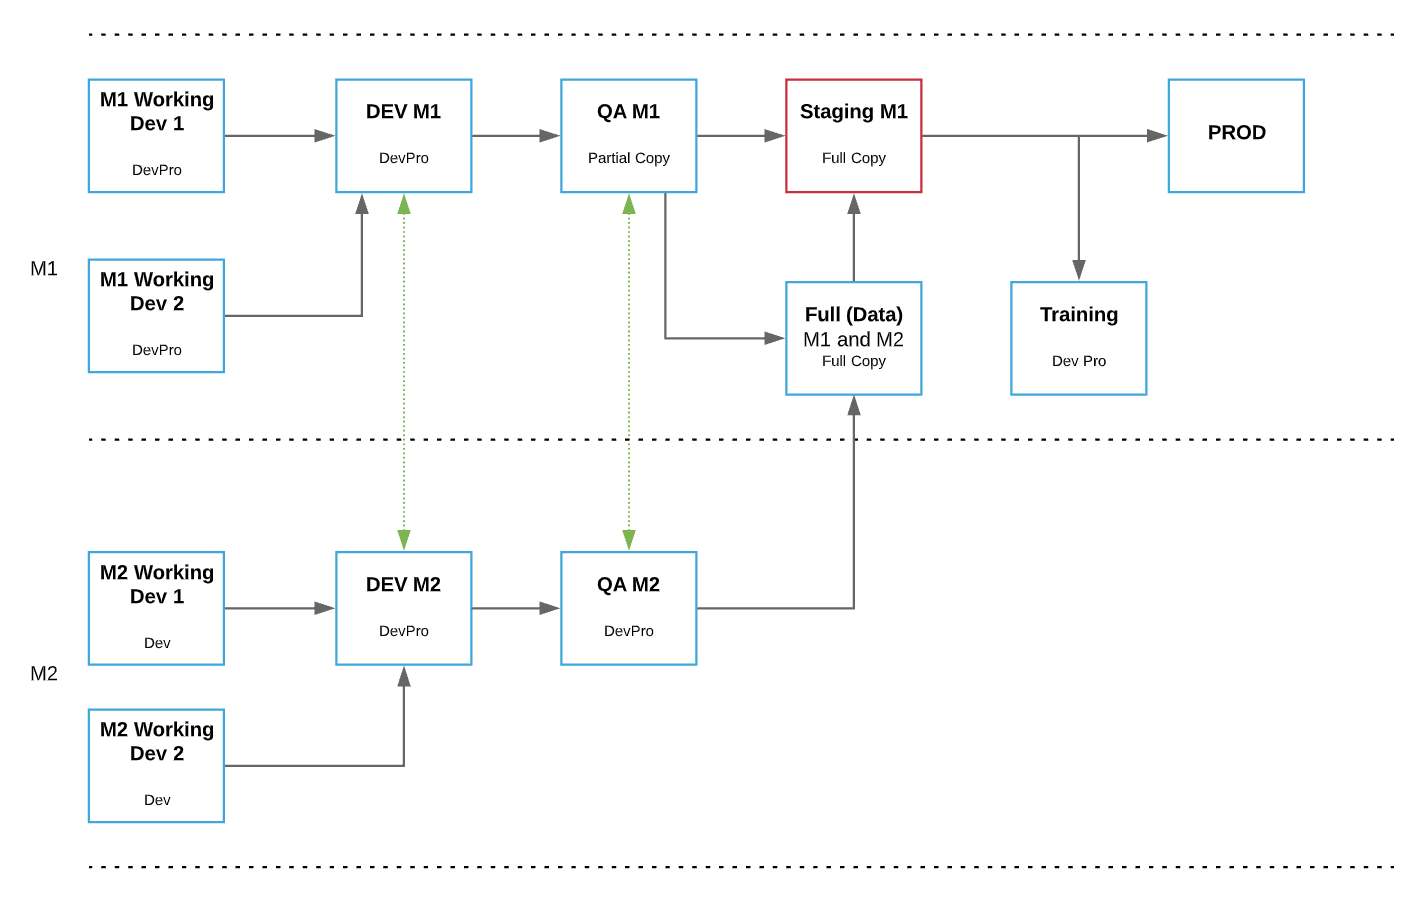 M1 Working
Dev 1
DevPro
DEV M1
DevPro
QA M1
Partial Copy
Staging M1
Full Copy
PROD
M1
M1 Working
Dev 2
DevPro
Full (Data)
M1 and M2
Full Copy
Training
Dev Pro
M2 Working
Dev 1
Dev
DEV M2
DevPro
QA M2
DevPro
M2
M2 Working
Dev 2
Dev